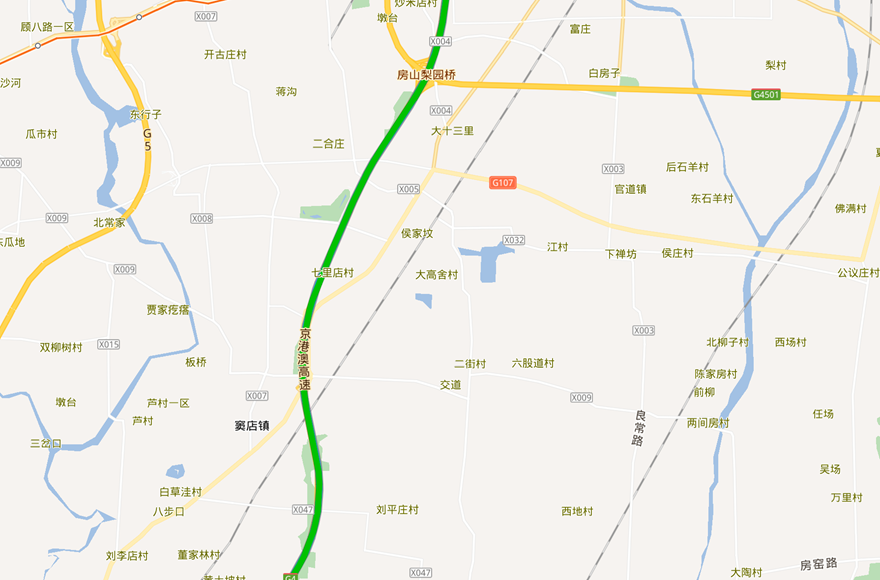 炒米店村
墩台
X007
顾八路一区
富庄
X004
开古庄村
房山梨园桥
梨村
白房子
沙河
蒋沟
G4501
X004
东行子
G5
瓜市村
大十三里
二合庄
X009
X003
后石羊村
G107
X005
官道镇
东石羊村
佛满村
X009
X008
北常家
侯家坟
X032
东瓜地
江村
下禅坊
侯庄村
X009
七里店村
大高舍村
公议庄村
贾家疙瘩
X003
京港澳高速
X015
双柳树村
北柳子村
西场村
板桥
二街村
六股道村
陈家房村
交道
前柳
X007
X009
墩台
芦村一区
任场
芦村
两间房村
窦店镇
良常路
三岔口
吴场
白草洼村
万里村
八步口
X047
刘平庄村
西地村
刘李店村
董家林村
房窑路
X047
大陶村
黄土坡村
G4